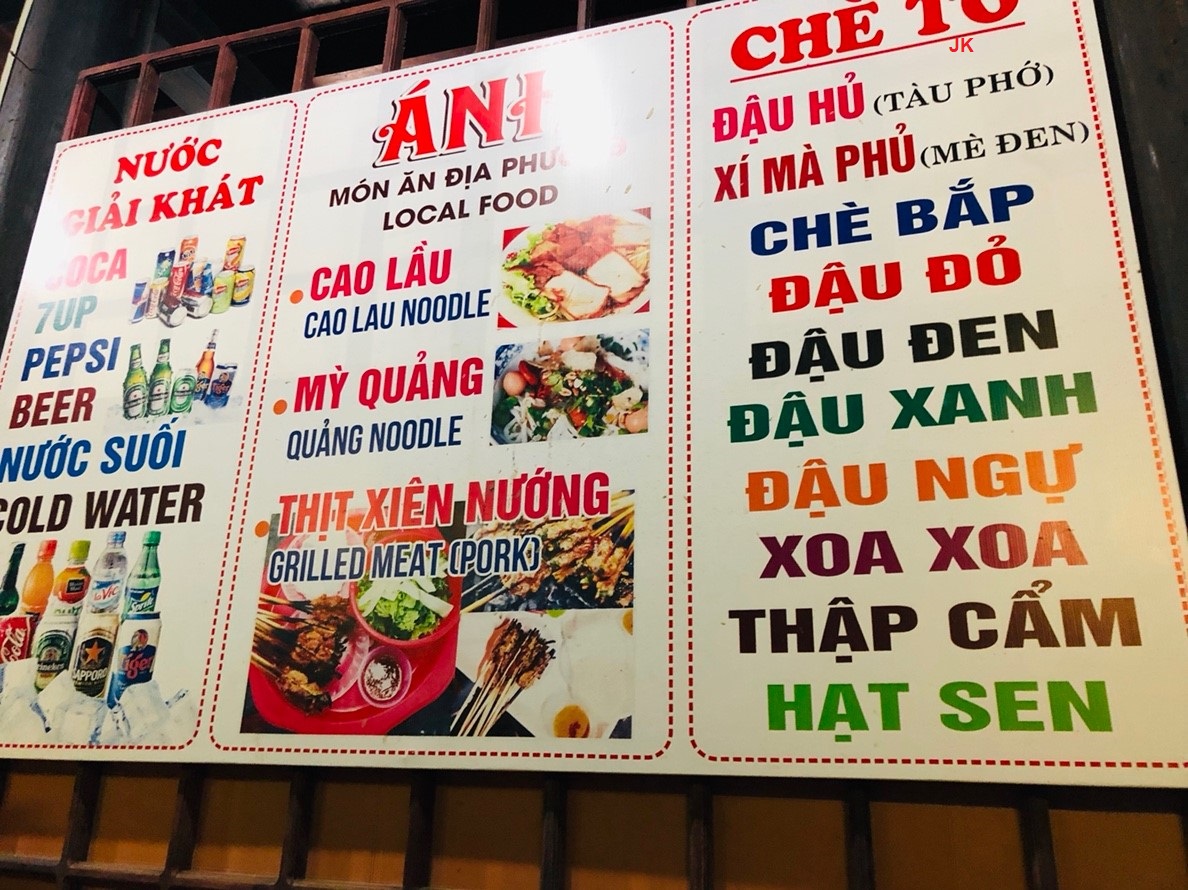 NƯỚC
GIẢI KHÁT
COCA
7UP
PEPSI
BEER
NƯỚC SUỐI
COLD WATER
ÁNH
MÓN ĂN ĐỊA
LOCAL FOOD
CAO LẦU
CAO LAU NOODLE
MỲ QUẢNG
QUẢNG NOODLE
THỊT XIÊN NƯỚNG
GRILLED MEAT (PORK)
CHÈ
JK
ĐẬU HỦ (TÀU PHỚ)
XÍ MÀ PHỦ (MÈ ĐEN)
CHÈ BẮP
ĐẬU ĐỎ
ĐẬU ĐEN
ĐẬU XANH
ĐẬU NGỰ
XOA XOA
THẬP CẨM
HẠT SEN